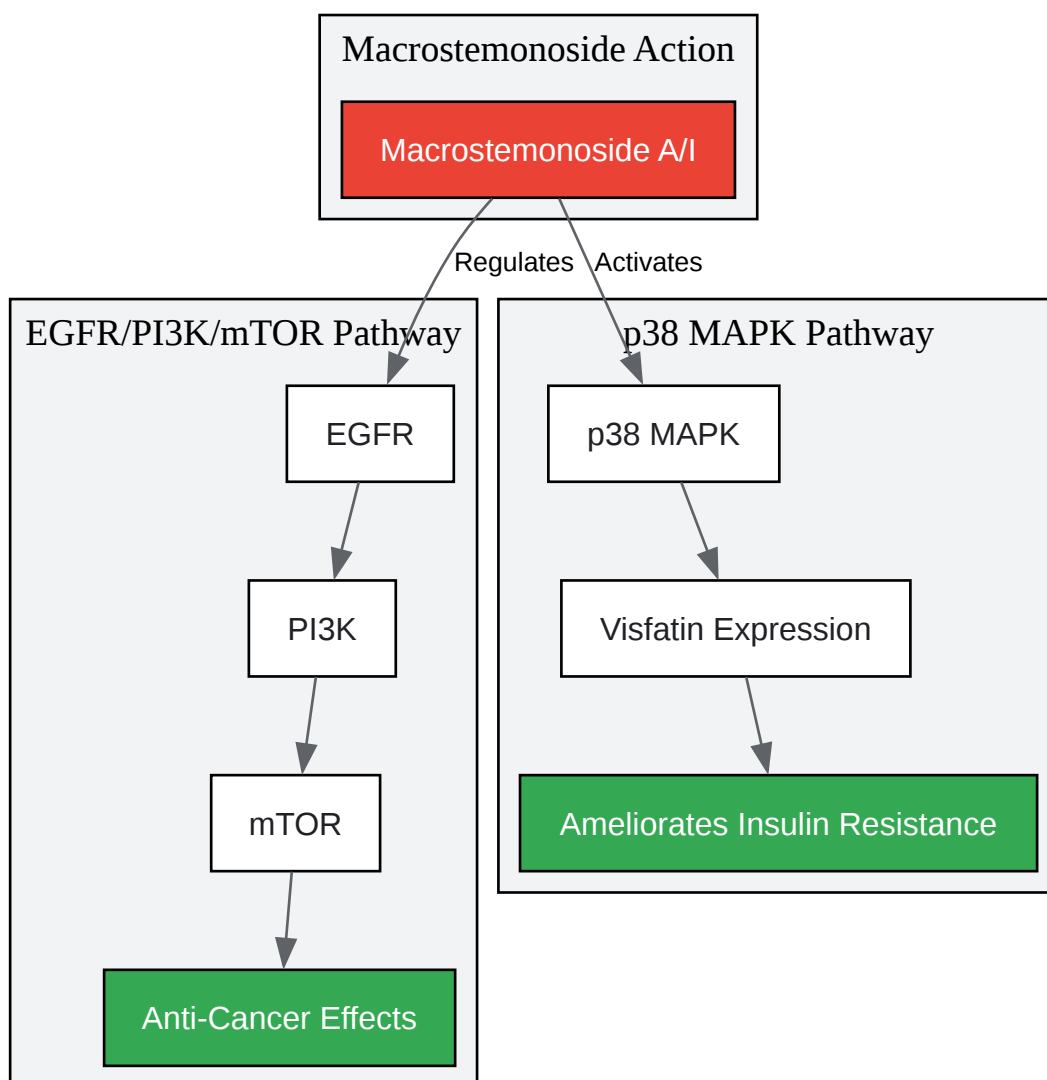 Macrostemonoside Action
Macrostemonoside A/I
Regulates
Activates
EGFR/PI3K/mTOR Pathway
EGFR
PI3K
mTOR
Anti-Cancer Effects
p38 MAPK Pathway
p38 MAPK
Visfatin Expression
Ameliorates Insulin Resistance